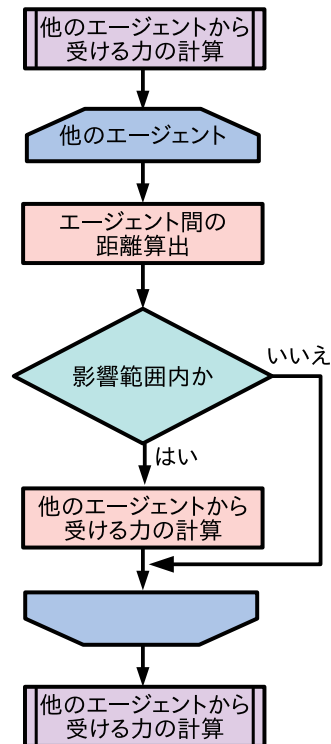 他のエージェントから
受ける力の計算
他のエージェント
エージェント間の
距離算出
影響範囲内か
いいえ
はい
他のエージェントから
受ける力の計算
他のエージェントから
受ける力の計算